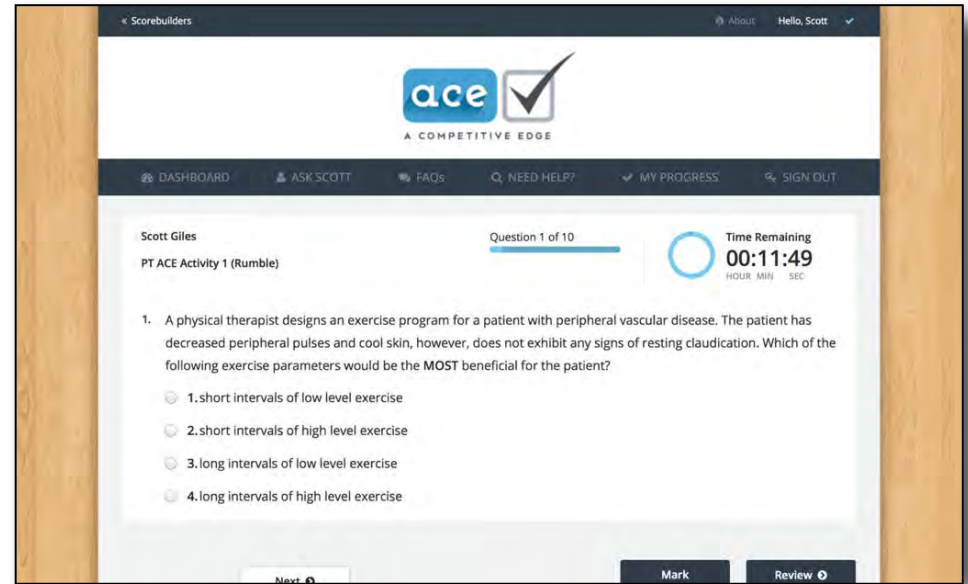 « Scorebuilders
About
Hello, Scott
ace
A COMPETITIVE EDGE
DASHBOARD
ASK SCOTT
FAQs
NEED HELP?
MY PROGRESS
SIGN OUT
Scott Giles
Question 1 of 10
Time Remaining
PT ACE Activity 1 (Rumble)
00:11:49
HOUR MIN SEC
1. A physical therapist designs an exercise program for a patient with peripheral vascular disease. The patient has
decreased peripheral pulses and cool skin, however, does not exhibit any signs of resting claudication. Which of the
following exercise parameters would be the MOST beneficial for the patient?
1. short intervals of low level exercise
2. short intervals of high level exercise
3. long intervals of low level exercise
4. long intervals of high level exercise
Next
Mark
Review